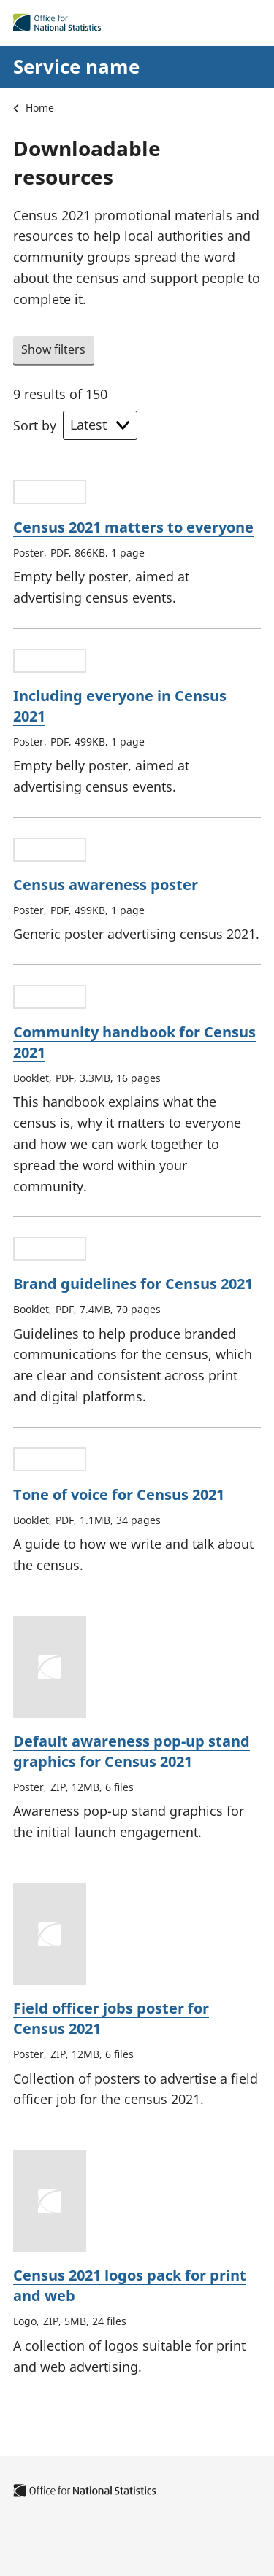 Office for
National Statistics
Service name
Home
Downloadable
resources
Census 2021 promotional materials and
resources to help local authorities and
community groups spread the word
about the census and support people to
complete it.
Show filters
9 results of 150
Sort by Latest
Census 2021 matters to everyone
Poster, PDF, 866KB, 1 page
Empty belly poster, aimed at
advertising census events.
Including everyone in Census
2021
Poster, PDF, 499KB, 1 page
Empty belly poster, aimed at
advertising census events.
Census awareness poster
Poster, PDF, 499KB, 1 page
Generic poster advertising census 2021.
Community handbook for Census
2021
Booklet, PDF, 3.3MB, 16 pages
This handbook explains what the
census is, why it matters to everyone
and how we can work together to
spread the word within your
community.
Brand guidelines for Census 2021
Booklet, PDF, 7.4MB, 70 pages
Guidelines to help produce branded
communications for the census, which
are clear and consistent across print
and digital platforms.
Tone of voice for Census 2021
Booklet, PDF, 1.1MB, 34 pages
A guide to how we write and talk about
the census.
Default awareness pop-up stand
graphics for Census 2021
Poster, ZIP, 12MB, 6 files
Awareness pop-up stand graphics for
the initial launch engagement.
Field officer jobs poster for
Census 2021
Poster, ZIP, 12MB, 6 files
Collection of posters to advertise a field
officer job for the census 2021.
Census 2021 logos pack for print
and web
Logo, ZIP, 5MB, 24 files
A collection of logos suitable for print
and web advertising.
Office for National Statistics